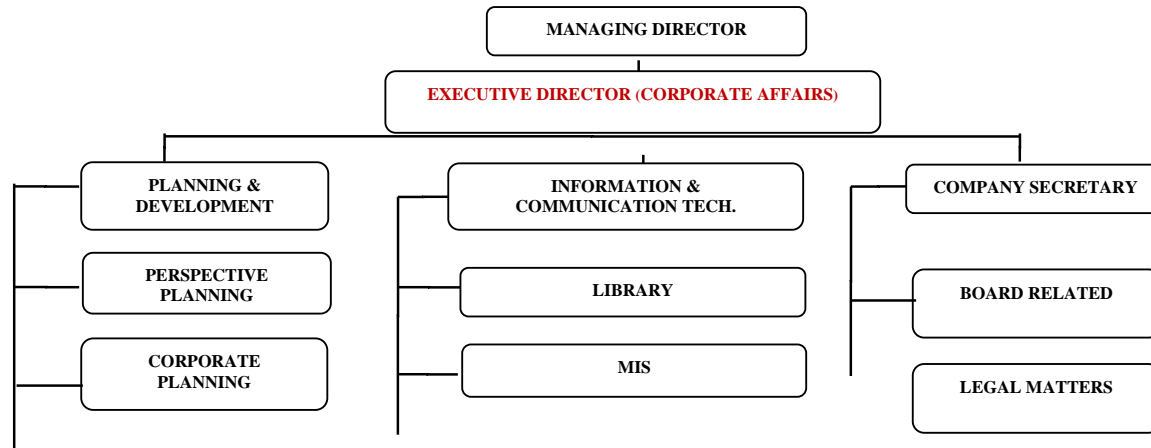 MANAGING DIRECTOR
EXECUTIVE DIRECTOR (CORPORATE AFFAIRS)
PLANNING &
DEVELOPMENT
INFORMATION &
COMMUNICATION TECH.
COMPANY SECRETARY
PERSPECTIVE
PLANNING
LIBRARY
BOARD RELATED
CORPORATE
PLANNING
MIS
LEGAL MATTERS